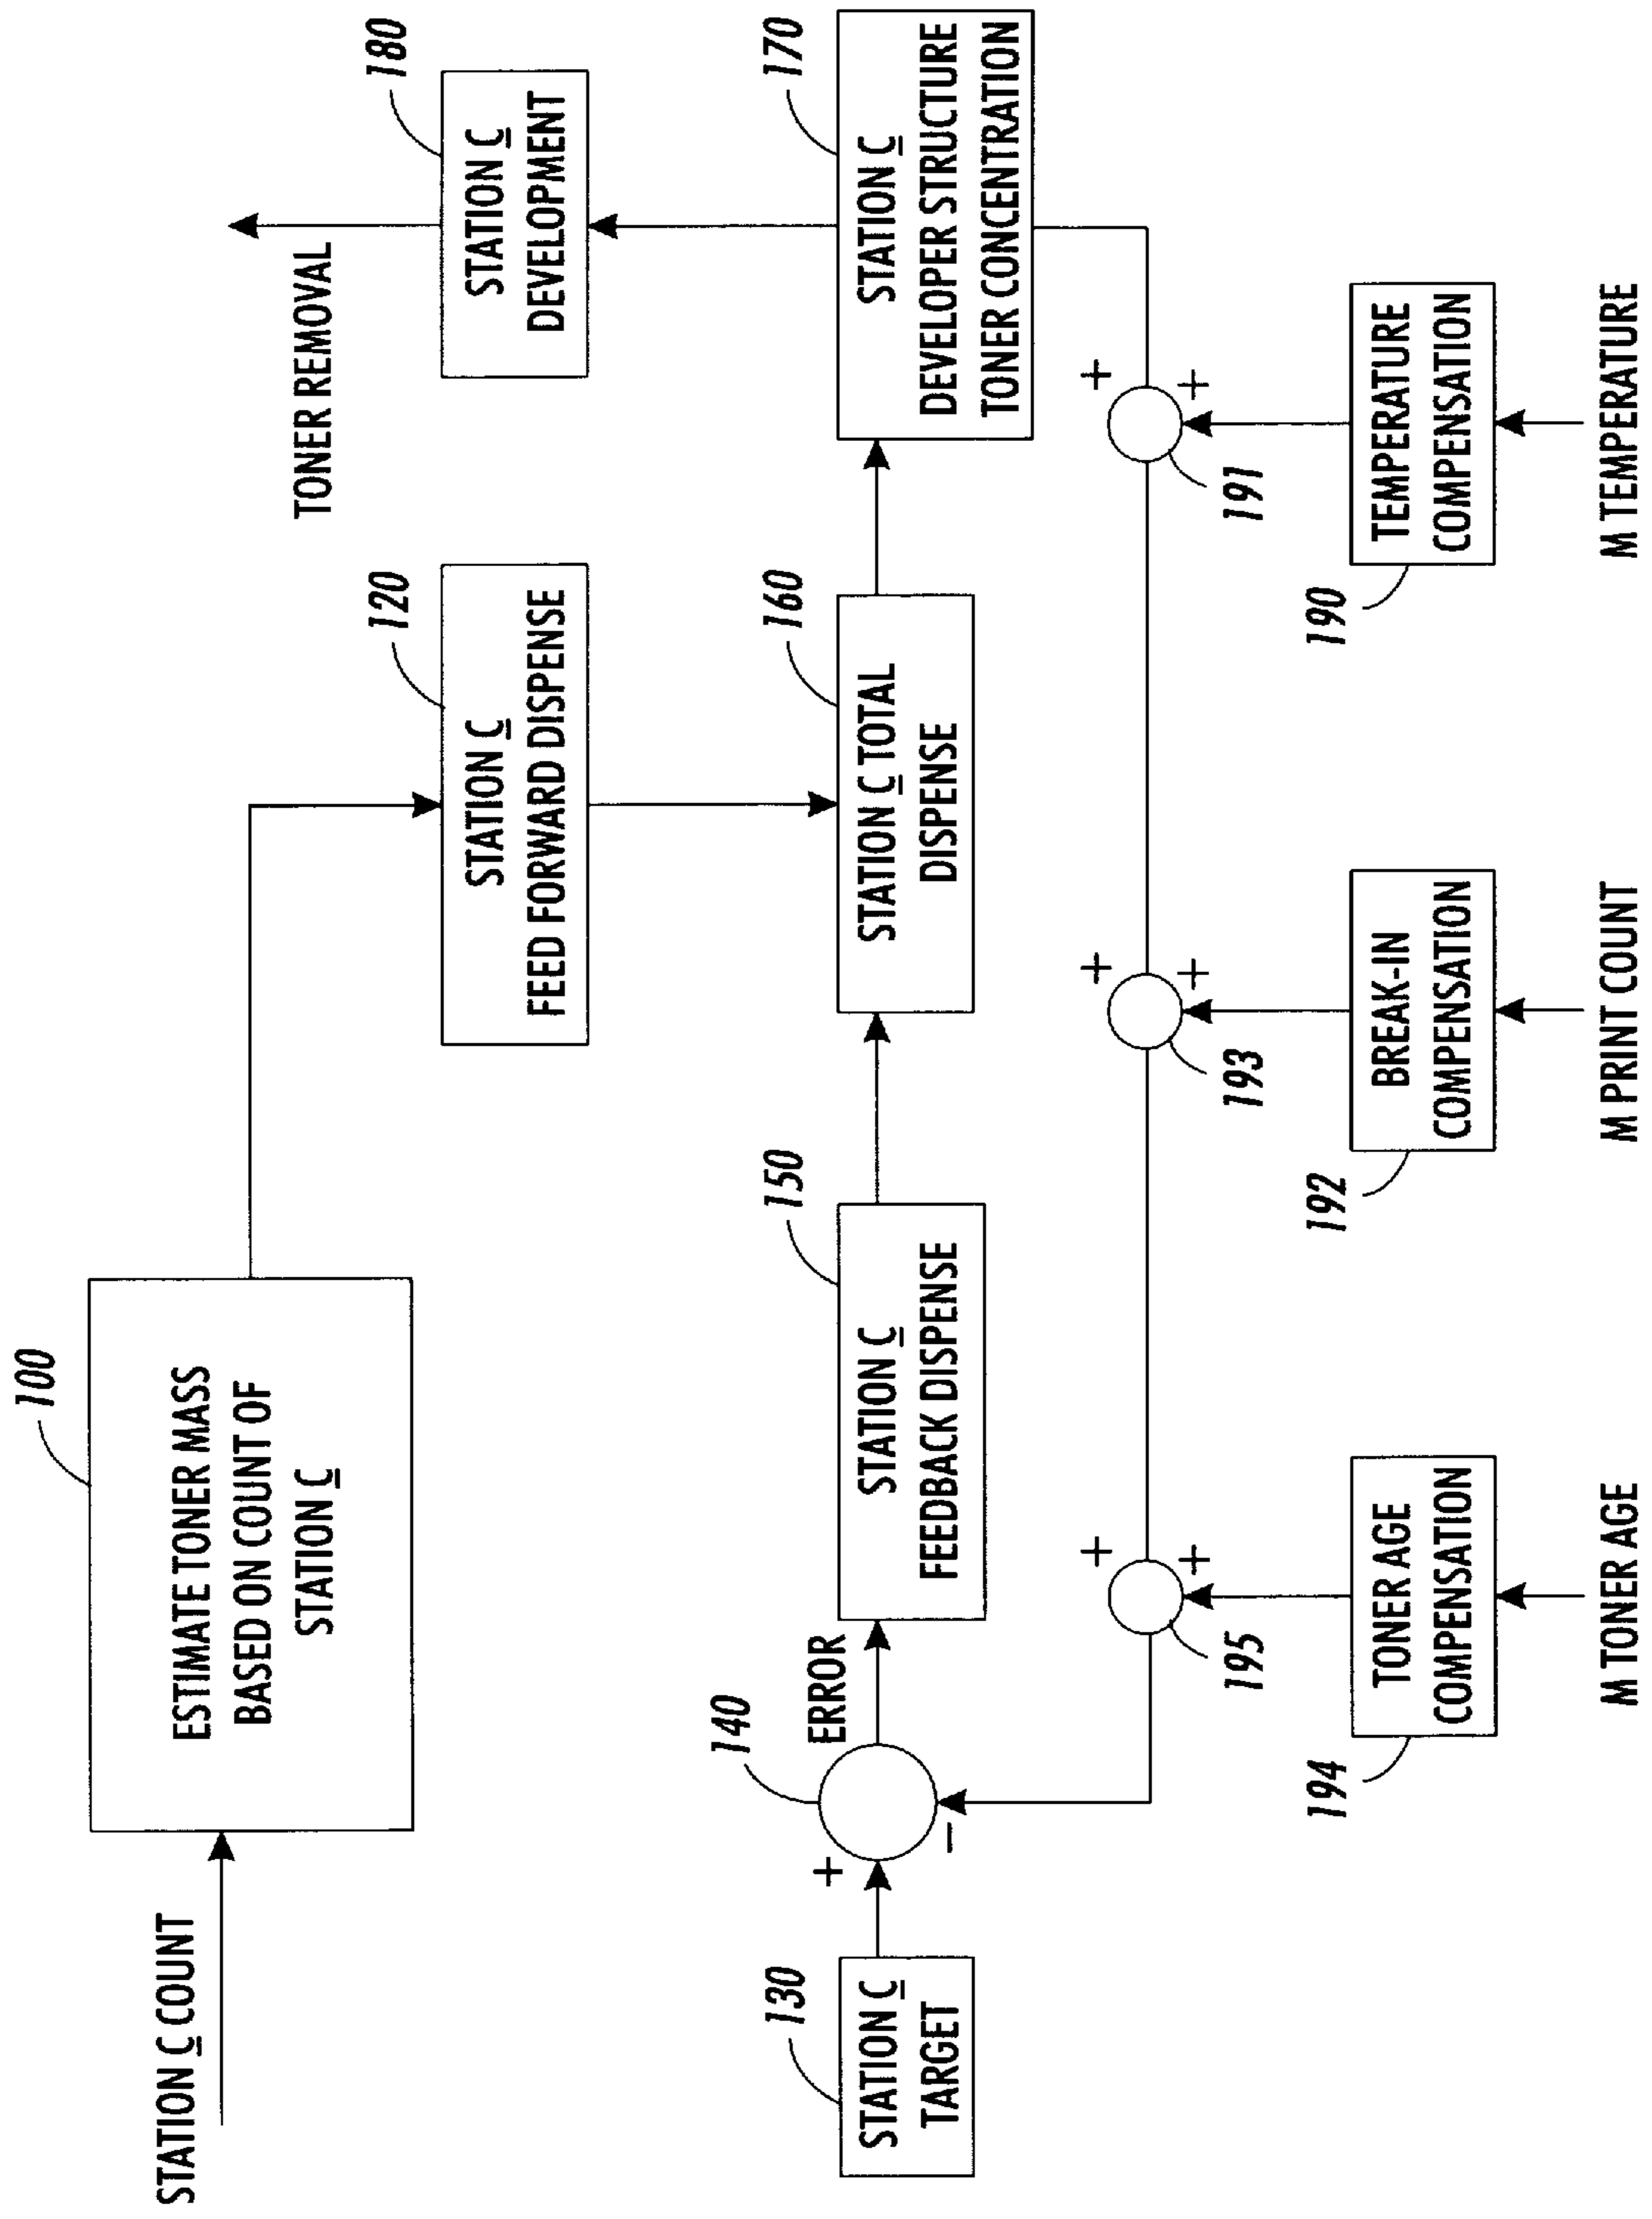 100
STATION C COUNT
ESTIMATE TONER MASS
BASED ON COUNT OF
STATION C
TONER REMOVAL
120
STATION C
FEED FORWARD DISPENSE
180
STATION C
DEVELOPMENT
130
STATION C
TARGET
140
+
−
ERROR
150
STATION C
FEEDBACK DISPENSE
160
STATION C TOTAL
DISPENSE
170
STATION C
DEVELOPER STRUCTURE
TONER CONCENTRATION
+
+
195
+
+
193
+
+
191
194
TONER AGE
COMPENSATION
M TONER AGE
192
BREAK-IN
COMPENSATION
M PRINT COUNT
190
TEMPERATURE
COMPENSATION
M TEMPERATURE